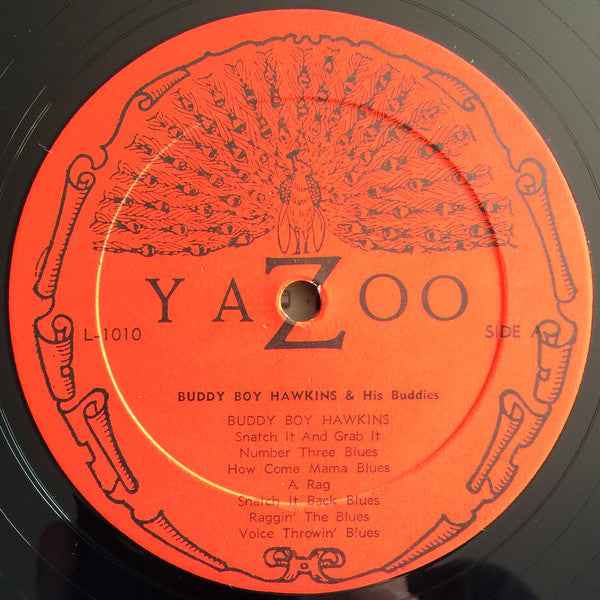 YAZOO
L-1010
SIDE A
BUDDY BOY HAWKINS & His Buddies
BUDDY BOY HAWKINS
Snatch It And Grab It
Number Three Blues
How Come Mama Blues
A Rag
Snatch It Back Blues
Raggin' The Blues
Voice Throwin' Blues